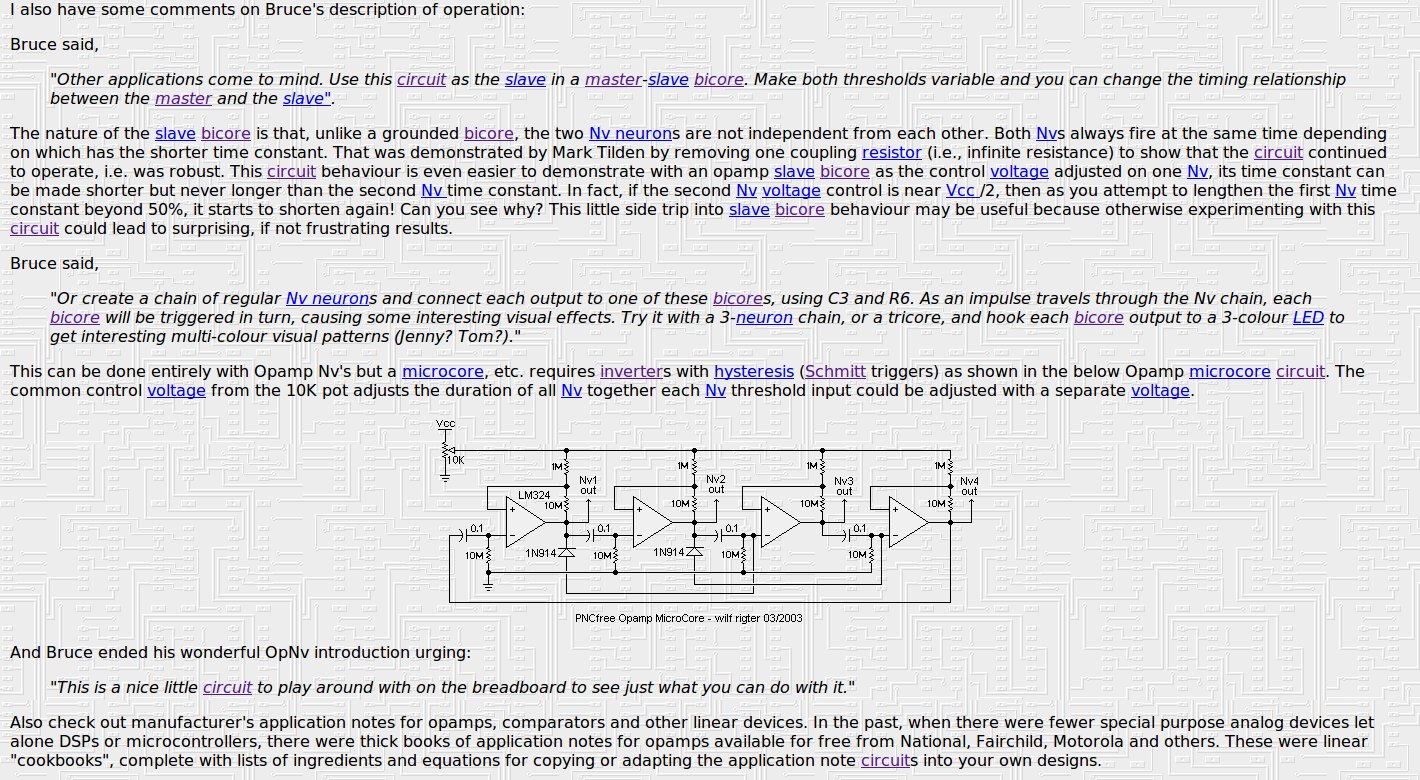 I also have some comments on Bruce's description of operation:
Bruce said,
"Other applications come to mind. Use this circuit as the slave in a master-slave bicore. Make both thresholds variable and you can change the timing relationship
between the master and the slave".
The nature of the slave bicore is that, unlike a grounded bicore, the two Nv neurons are not independent from each other. Both Nvs always fire at the same time depending
on which has the shorter time constant. That was demonstrated by Mark Tilden by removing one coupling resistor (i.e., infinite resistance) to show that the circuit continued
to operate, i.e. was robust. This circuit behaviour is even easier to demonstrate with an opamp slave bicore as the control voltage adjusted on one Nv, its time constant can
be made shorter but never longer than the second Nv time constant. In fact, if the second Nv voltage control is near Vcc /2, then as you attempt to lengthen the first Nv time
constant beyond 50%, it starts to shorten again! Can you see why? This little side trip into slave bicore behaviour may be useful because otherwise experimenting with this
circuit could lead to surprising, if not frustrating results.
Bruce said,
"Or create a chain of regular Nv neurons and connect each output to one of these bicores, using C3 and R6. As an impulse travels through the Nv chain, each
bicore will be triggered in turn, causing some interesting visual effects. Try it with a 3-neuron chain, or a tricore, and hook each bicore output to a 3-colour LED to
get interesting multi-colour visual patterns (Jenny? Tom?)."
This can be done entirely with Opamp Nv's but a microcore, etc. requires inverters with hysteresis (Schmitt triggers) as shown in the below Opamp microcore circuit. The
common control voltage from the 10K pot adjusts the duration of all Nv together each Nv threshold input could be adjusted with a separate voltage.
Vcc
10K
1M 1M 1M 1M
Nv1 out Nv2 out Nv3 out Nv4 out
LM324 10M 10M 10M 10M
+ + + +
0.1 0.1 0.1 0.1
- - - -
10M 1N914 10M 1N914 10M 10M
PNCfree Opamp MicroCore - wilf rigter 03/2003
And Bruce ended his wonderful OpNv introduction urging:
"This is a nice little circuit to play around with on the breadboard to see just what you can do with it."
Also check out manufacturer's application notes for opamps, comparators and other linear devices. In the past, when there were fewer special purpose analog devices let
alone DSPs or microcontrollers, there were thick books of application notes for opamps available for free from National, Fairchild, Motorola and others. These were linear
"cookbooks", complete with lists of ingredients and equations for copying or adapting the application note circuits into your own designs.